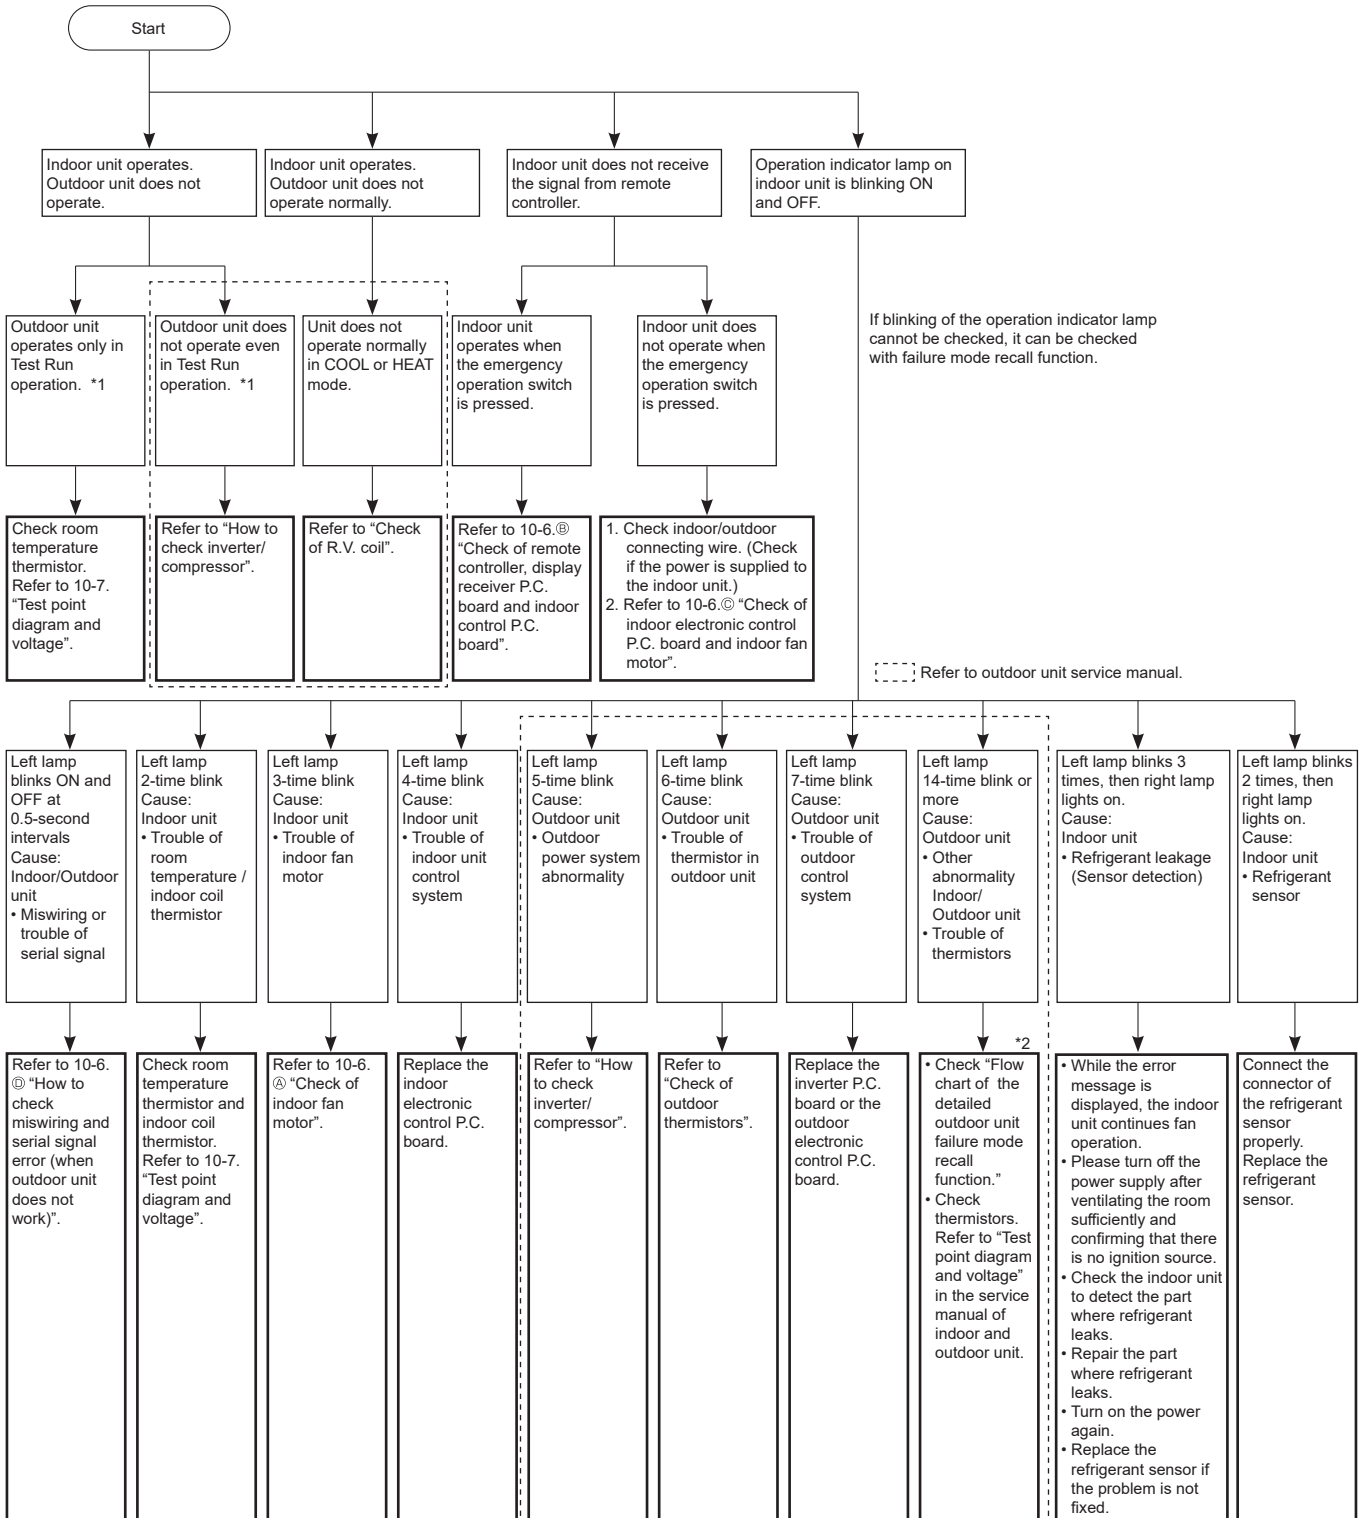 Start
Indoor unit operates.
Outdoor unit does not
operate.
Indoor unit operates.
Outdoor unit does not
operate normally.
Indoor unit does not receive
the signal from remote
controller.
Operation indicator lamp on
indoor unit is blinking ON
and OFF.
Outdoor unit
operates only in
Test Run
operation. *1
Outdoor unit does
not operate even
in Test Run
operation. *1
Unit does not
operate normally
in COOL or HEAT
mode.
Indoor unit
operates when
the emergency
operation switch
is pressed.
Indoor unit does
not operate when
the emergency
operation switch
is pressed.
If blinking of the operation indicator lamp
cannot be checked, it can be checked
with failure mode recall function.
Check room
temperature
thermistor.
Refer to 10-7.
“Test point
diagram and
voltage”.
Refer to “How to
check inverter/
compressor”.
Refer to “Check
of R.V. coil”.
Refer to 10-6.Ⓑ
“Check of remote
controller, display
receiver P.C.
board and indoor
control P.C.
board”.
1. Check indoor/outdoor
connecting wire. (Check
if the power is supplied to
the indoor unit.)
2. Refer to 10-6.Ⓒ “Check of
indoor electronic control
P.C. board and indoor fan
motor”.
Refer to outdoor unit service manual.
Left lamp
blinks ON and
OFF at
0.5-second
intervals
Cause:
Indoor/Outdoor
unit
• Miswiring or
trouble of
serial signal
Left lamp
2-time blink
Cause:
Indoor unit
• Trouble of
room
temperature /
indoor coil
thermistor
Left lamp
3-time blink
Cause:
Indoor unit
• Trouble of
indoor fan
motor
Left lamp
4-time blink
Cause:
Indoor unit
• Trouble of
indoor unit
control
system
Left lamp
5-time blink
Cause:
Outdoor unit
• Outdoor
power system
abnormality
Left lamp
6-time blink
Cause:
Outdoor unit
• Trouble of
thermistor in
outdoor unit
Left lamp
7-time blink
Cause:
Outdoor unit
• Trouble of
outdoor
control
system
Left lamp
14-time blink or
more
Cause:
Outdoor unit
• Other
abnormality
Indoor/
Outdoor unit
• Trouble of
thermistors
Left lamp blinks 3
times, then right lamp
lights on.
Cause:
Indoor unit
• Refrigerant leakage
(Sensor detection)
Left lamp blinks
2 times, then
right lamp
lights on.
Cause:
Indoor unit
• Refrigerant
sensor
Refer to 10-6.
Ⓓ “How to
check
miswiring and
serial signal
error (when
outdoor unit
does not
work)”.
Check room
temperature
thermistor and
indoor coil
thermistor.
Refer to 10-7.
“Test point
diagram and
voltage”.
Refer to 10-6.
Ⓐ “Check of
indoor fan
motor”.
Replace the
indoor
electronic
control P.C.
board.
Refer to “How
to check
inverter/
compressor”.
Refer to
“Check of
outdoor
thermistors”.
Replace the
inverter P.C.
board or the
outdoor
electronic
control P.C.
board.
*2
• Check “Flow
chart of the
detailed
outdoor unit
failure mode
recall
function.”
• Check
thermistors.
Refer to “Test
point diagram
and voltage”
in the service
manual of
indoor and
outdoor unit.
• While the error
message is
displayed, the indoor
unit continues fan
operation.
• Please turn off the
power supply after
ventilating the room
sufficiently and
confirming that there
is no ignition source.
• Check the indoor unit
to detect the part
where refrigerant
leaks.
• Repair the part
where refrigerant
leaks.
• Turn on the power
again.
• Replace the
refrigerant sensor if
the problem is not
fixed.
Connect the
connector of
the refrigerant
sensor
properly.
Replace the
refrigerant
sensor.